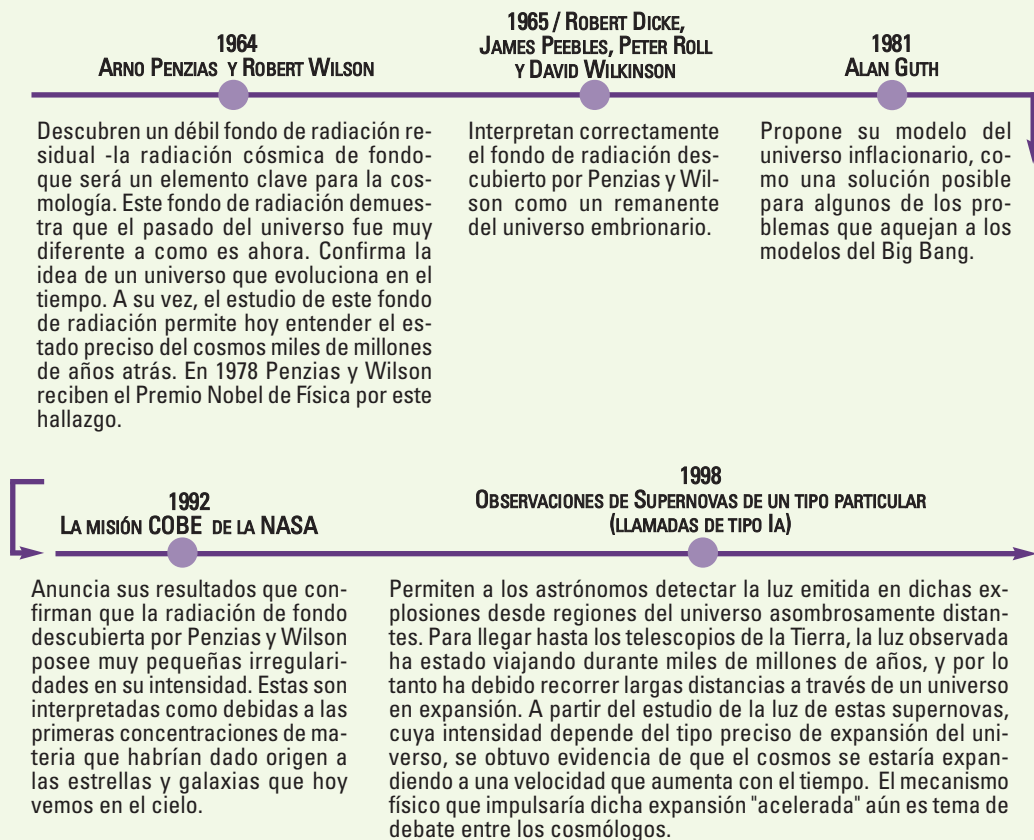 1964
ARNO PENZIAS Y ROBERT WILSON
Descubren un débil fondo de radiación re-
sidual -la radiación cósmica de fondo-
que será un elemento clave para la cos-
mología. Este fondo de radiación demues-
tra que el pasado del universo fue muy
diferente a como es ahora. Confirma la
idea de un universo que evoluciona en el
tiempo. A su vez, el estudio de este fondo
de radiación permite hoy entender el es-
tado preciso del cosmos miles de millones
de años atrás. En 1978 Penzias y Wilson
reciben el Premio Nobel de Física por este
hallazgo.
1965 / ROBERT DICKE,
JAMES PEEBLES, PETER ROLL
Y DAVID WILKINSON
Interpretan correctamente
el fondo de radiación des-
cubierto por Penzias y Wil-
son como un remanente
del universo embrionario.
1981
ALAN GUTH
Propone su modelo del
universo inflacionario, co-
mo una solución posible
para algunos de los pro-
blemas que aquejan a los
modelos del Big Bang.
1992
LA MISIÓN COBE DE LA NASA
Anuncia sus resultados que con-
firman que la radiación de fondo
descubierta por Penzias y Wilson
posee muy pequeñas irregulari-
dades en su intensidad. Estas son
interpretadas como debidas a las
primeras concentraciones de ma-
teria que habrían dado origen a
las estrellas y galaxias que hoy
vemos en el cielo.
1998
OBSERVACIONES DE SUPERNOVAS DE UN TIPO PARTICULAR
(LLAMADAS DE TIPO IA)
Permiten a los astrónomos detectar la luz emitida en dichas ex-
plosiones desde regiones del universo asombrosamente distan-
tes. Para llegar hasta los telescopios de la Tierra, la luz observada
ha estado viajando durante miles de millones de años, y por lo
tanto ha debido recorrer largas distancias a través de un universo
en expansión. A partir del estudio de la luz de estas supernovas,
cuya intensidad depende del tipo preciso de expansión del uni-
verso, se obtuvo evidencia de que el cosmos se estaría expan-
diendo a una velocidad que aumenta con el tiempo. El mecanismo
físico que impulsaría dicha expansión "acelerada" aún es tema de
debate entre los cosmólogos.